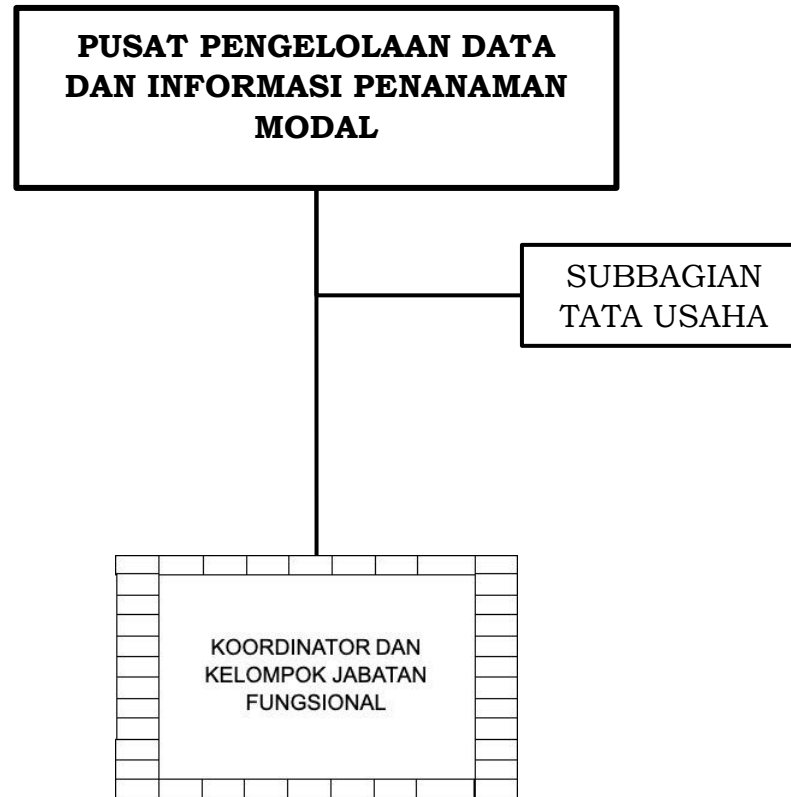 PUSAT PENGELOLAAN DATA
DAN INFORMASI PENANAMAN
MODAL
SUBBAGIAN
TATA USAHA
KOORDINATOR DAN
KELOMPOK JABATAN
FUNGSIONAL